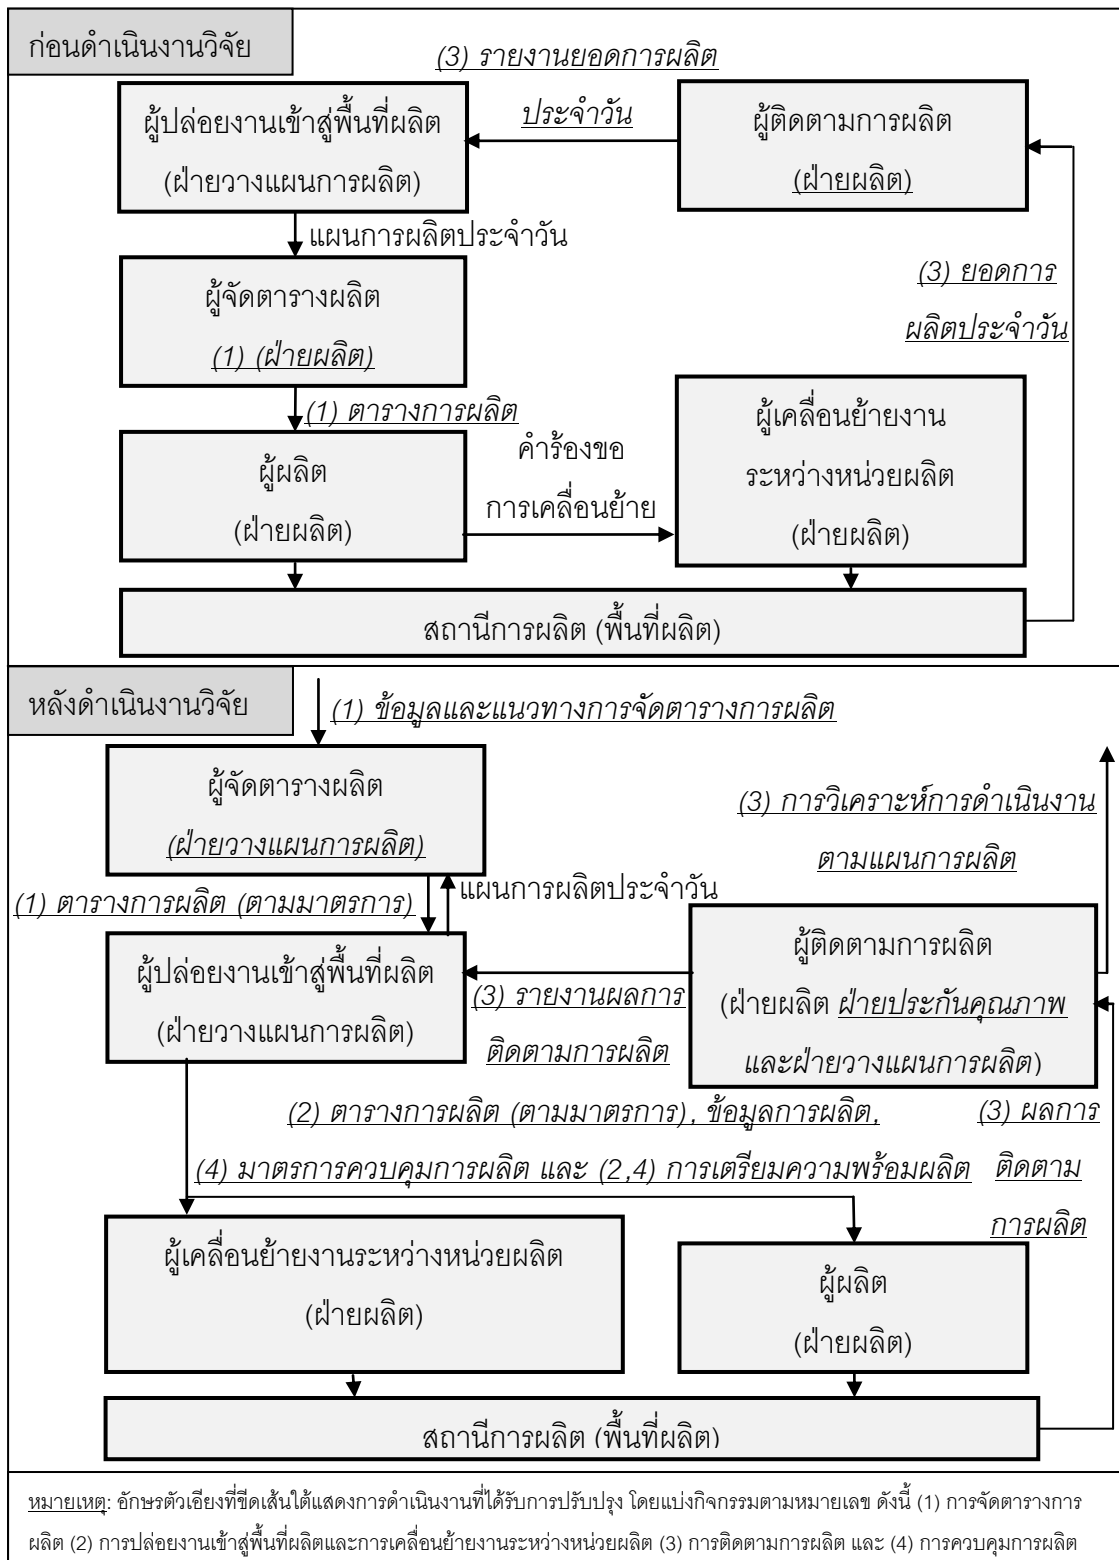 ก่อนดำเนินงานวิจัย
(3) รายงานยอดการผลิต
ประจำวัน
ผู้ปล่อยงานเข้าสู่พื้นที่ผลิต
(ฝ่ายวางแผนการผลิต)
ผู้ติดตามการผลิต
(ฝ่ายผลิต)
แผนการผลิตประจำวัน
(3) ยอดการ
ผลิตประจำวัน
ผู้จัดตารางผลิต
(1) (ฝ่ายผลิต)
(1) ตารางการผลิต
ผู้ผลิต
(ฝ่ายผลิต)
คำร้องขอ
การเคลื่อนย้าย
ผู้เคลื่อนย้ายงาน
ระหว่างหน่วยผลิต
(ฝ่ายผลิต)
สถานีการผลิต (พื้นที่ผลิต)
หลังดำเนินงานวิจัย
(1) ข้อมูลและแนวทางการจัดตารางการผลิต
ผู้จัดตารางผลิต
(ฝ่ายวางแผนการผลิต)
(3) การวิเคราะห์การดำเนินงาน
ตามแผนการผลิต
(1) ตารางการผลิต (ตามมาตรการ)
แผนการผลิตประจำวัน
ผู้ปล่อยงานเข้าสู่พื้นที่ผลิต
(ฝ่ายวางแผนการผลิต)
(3) รายงานผลการ
ติดตามการผลิต
ผู้ติดตามการผลิต
(ฝ่ายผลิต ฝ่ายประกันคุณภาพ
และฝ่ายวางแผนการผลิต)
(2) ตารางการผลิต (ตามมาตรการ), ข้อมูลการผลิต,
(4) มาตรการควบคุมการผลิต และ (2,4) การเตรียมความพร้อมผลิต
(3) ผลการ
ติดตาม
การผลิต
ผู้เคลื่อนย้ายงานระหว่างหน่วยผลิต
(ฝ่ายผลิต)
ผู้ผลิต
(ฝ่ายผลิต)
สถานีการผลิต (พื้นที่ผลิต)
หมายเหตุ: อักษรตัวเอียงที่ขีดเส้นใต้แสดงการดำเนินงานที่ได้รับการปรับปรุง โดยแบ่งกิจกรรมตามหมายเลข ดังนี้ (1) การจัดตารางการ
ผลิต (2) การปล่อยงานเข้าสู่พื้นที่ผลิตและการเคลื่อนย้ายงานระหว่างหน่วยผลิต (3) การติดตามการผลิต และ (4) การควบคุมการผลิต